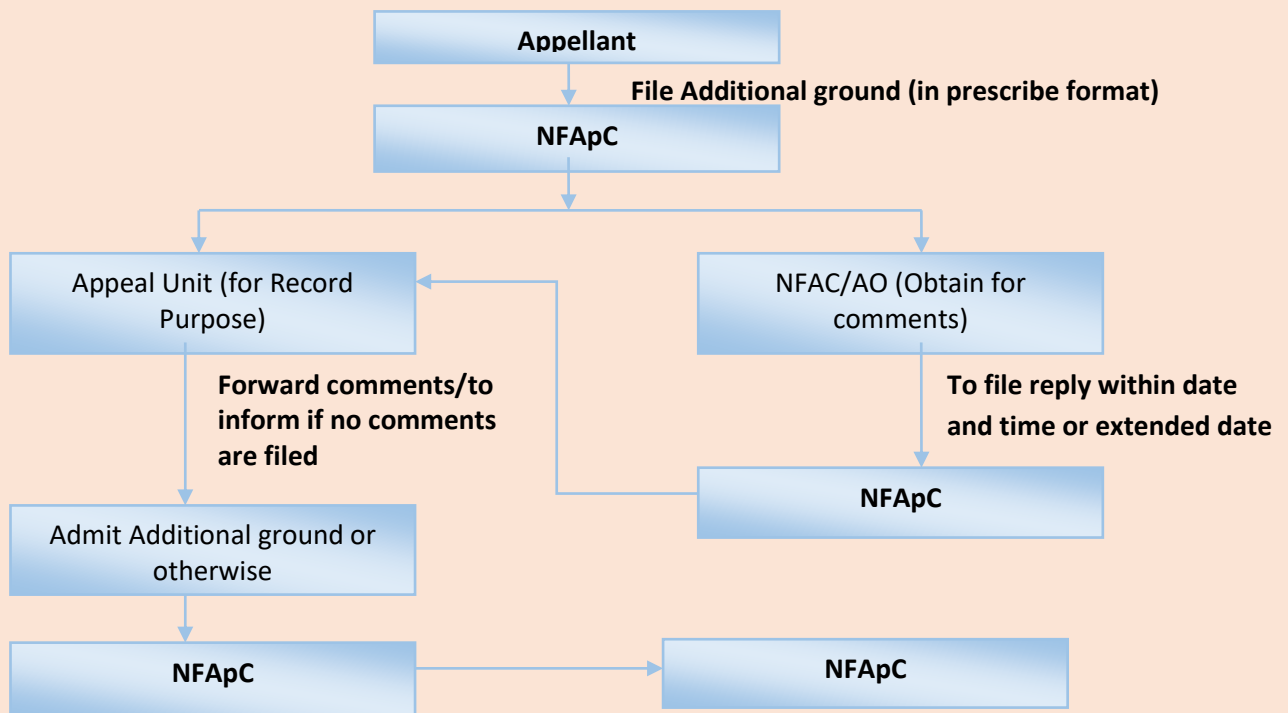 Appellant
File Additional ground (in prescribe format)
NFApC
Appeal Unit (for Record
Purpose)
NFAC/AO (Obtain for
comments)
Forward comments/to
inform if no comments
are filed
To file reply within date
and time or extended date
NFApC
Admit Additional ground or
otherwise
NFApC
NFApC